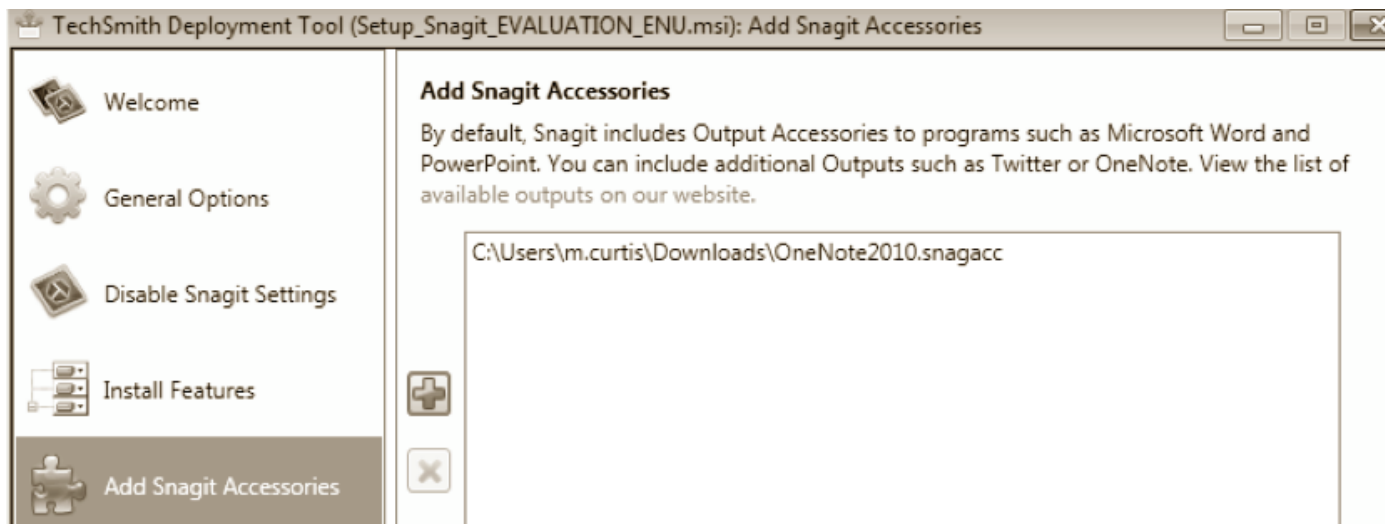 TechSmith Deployment Tool (Setup_Snagit_EVALUATION_ENU.msi): Add Snagit Accessories
Welcome
General Options
Disable Snagit Settings
Install Features
Add Snagit Accessories
Add Snagit Accessories
By default, Snagit includes Output Accessories to programs such as Microsoft Word and
PowerPoint. You can include additional Outputs such as Twitter or OneNote. View the list of
available outputs on our website.
C:\Users\m.curtis\Downloads\OneNote2010.snagacc